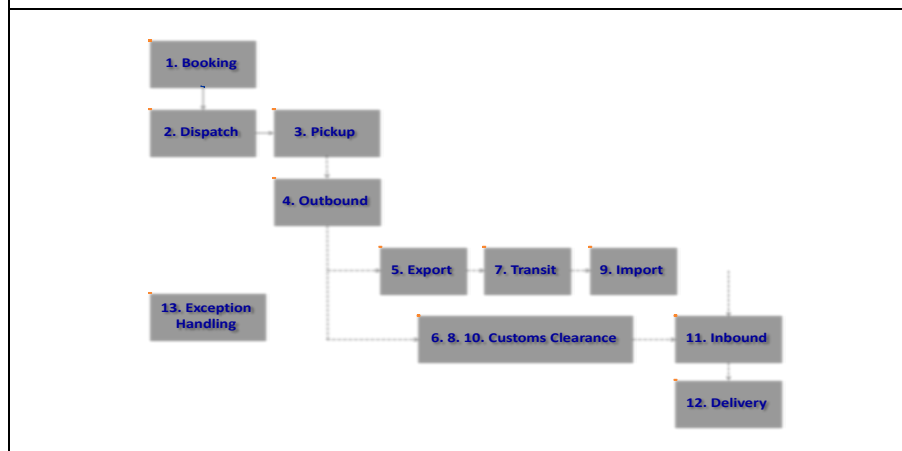 1. Booking
2. Dispatch
3. Pickup
4. Outbound
5. Export
7. Transit
9. Import
13. Exception
Handling
6. 8. 10. Customs Clearance
11. Inbound
12. Delivery